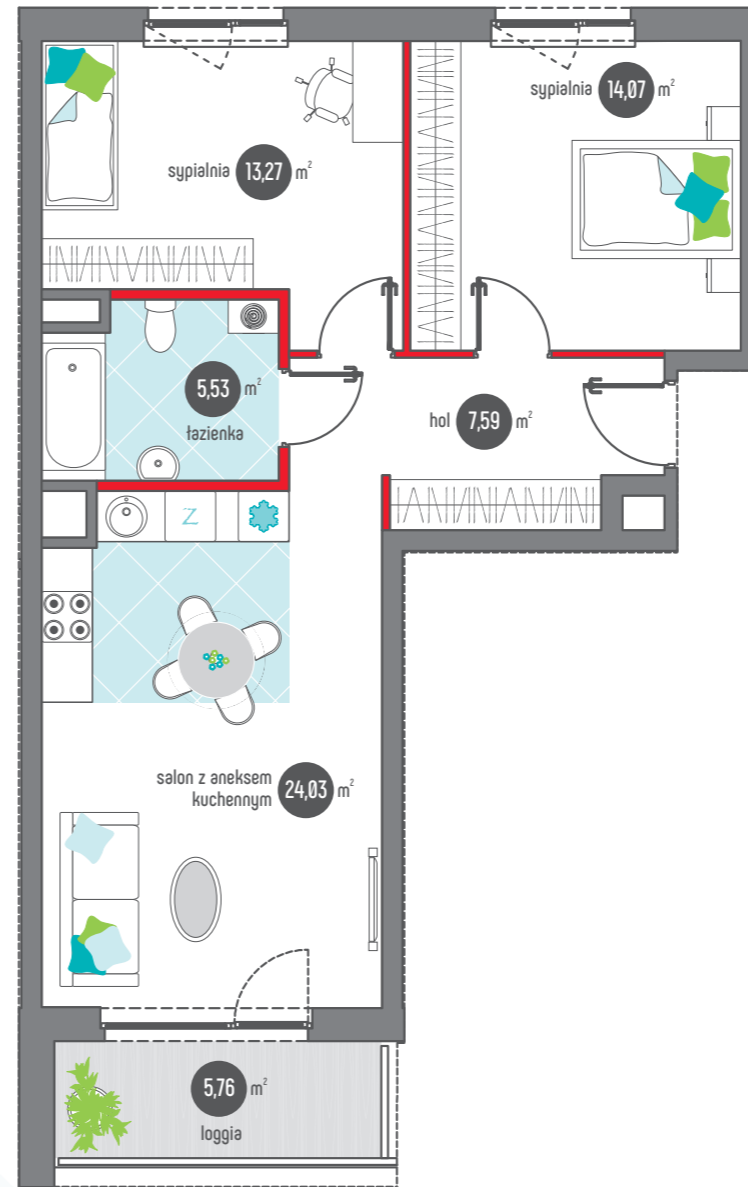 sypialnia 14,07 m²
sypialnia 13,27 m²
5,53 m²
łazienka
hol 7,59 m²
Z
salon z aneksem
kuchennym 24,03 m²
5,76 m²
loggia